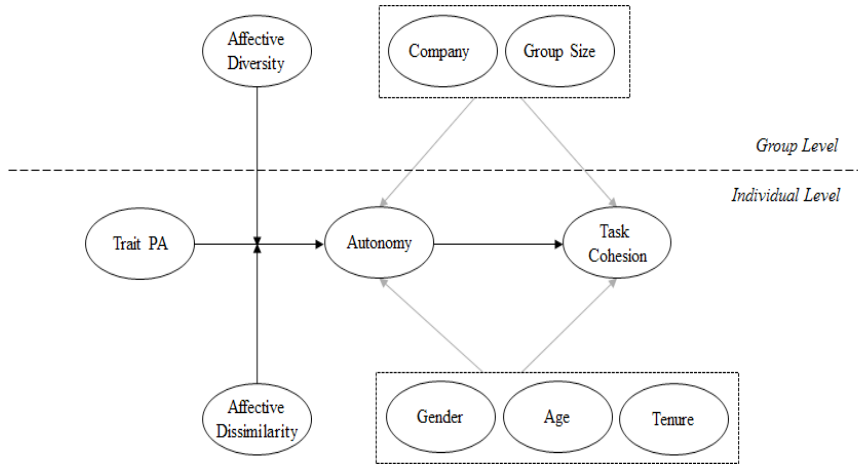 Affective
Diversity
Company
Group Size
Group Level
Individual Level
Trait PA
Autonomy
Task
Cohesion
Affective
Dissimilarity
Gender
Age
Tenure